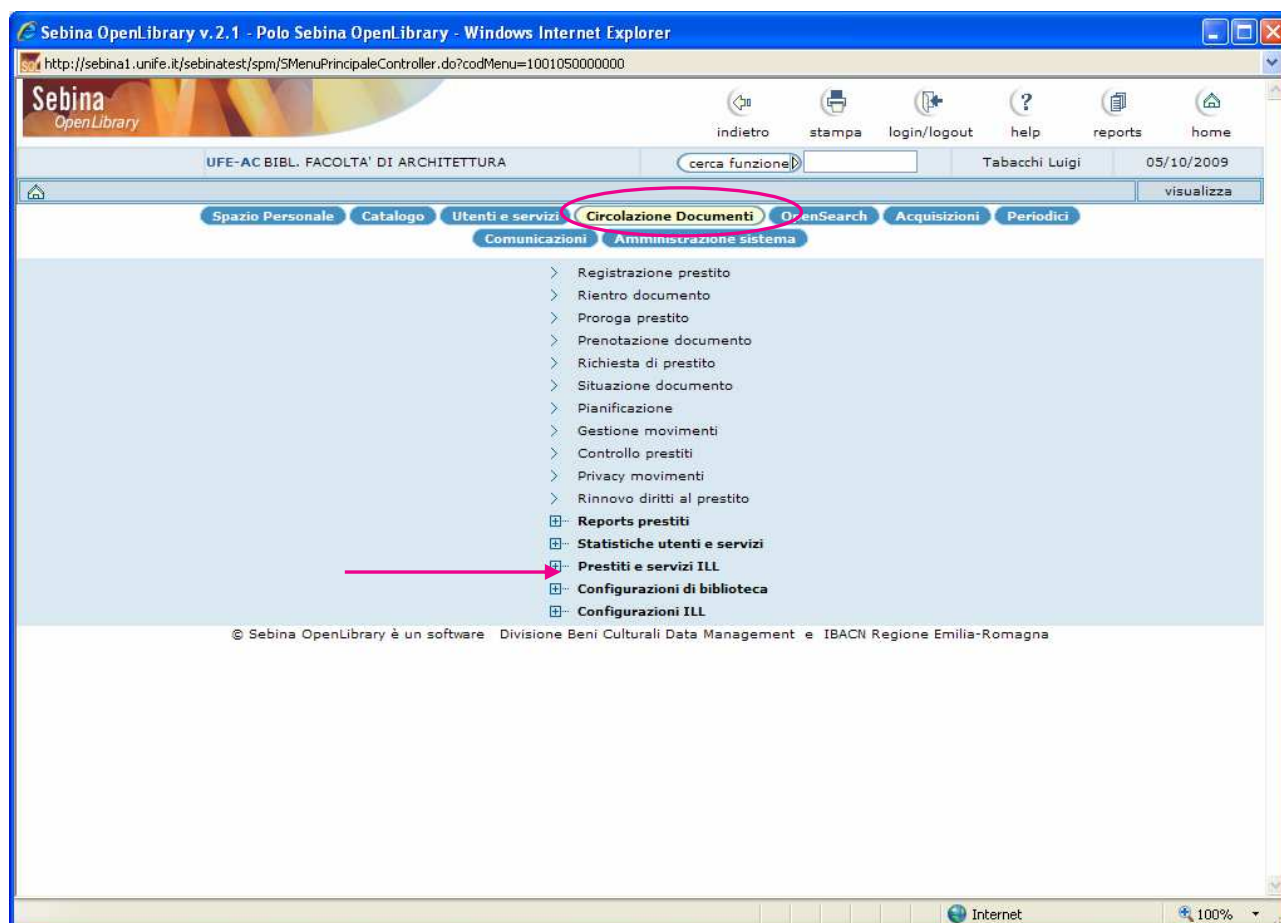 Sebina OpenLibrary v.2.1 - Polo Sebina OpenLibrary - Windows Internet Explorer
http://sebina1.unife.it/sebinatest/spm/SMenuPrincipaleController.do?codMenu=1001050000000
Sebina
OpenLibrary
indietro stampa login/logout help reports home
UFE-AC BIBL. FACOLTA' DI ARCHITETTURA cerca funzione Tabacchi Luigi 05/10/2009
visualizza
Spazio Personale Catalogo Utenti e servizi Circolazione Documenti OpenSearch Acquisizioni Periodici
Comunicazioni Amministrazione sistema
Registrazione prestito
Rientro documento
Proroga prestito
Prenotazione documento
Richiesta di prestito
Situazione documento
Pianificazione
Gestione movimenti
Controllo prestiti
Privacy movimenti
Rinnovo diritti al prestito
Reports prestiti
Statistiche utenti e servizi
Prestiti e servizi ILL
Configurazioni di biblioteca
Configurazioni ILL
© Sebina OpenLibrary è un software Divisione Beni Culturali Data Management e IBACN Regione Emilia-Romagna
Internet 100%